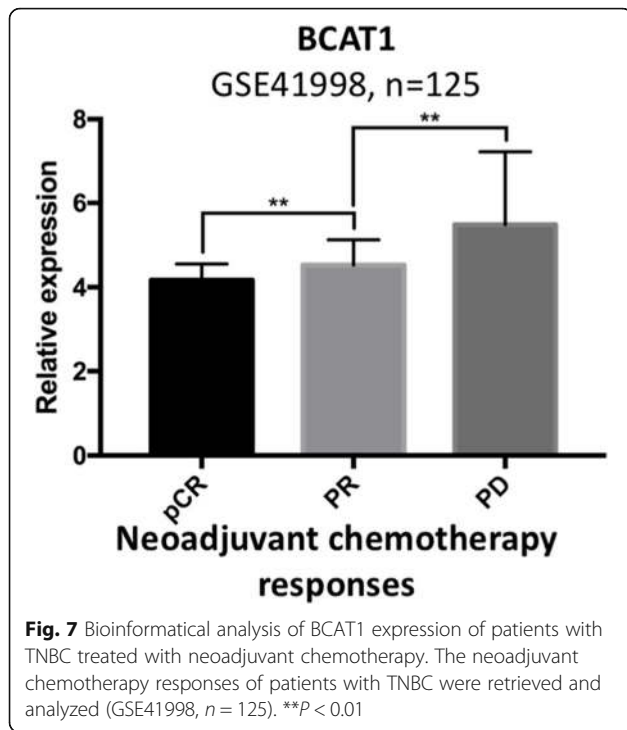 BCAT1
GSE41998, n=125
8
6
4
2
0
Relative expression
**
**
pCR
PR
PD
Neoadjuvant chemotherapy
responses
Fig. 7 Bioinformatical analysis of BCAT1 expression of patients with
TNBC treated with neoadjuvant chemotherapy. The neoadjuvant
chemotherapy responses of patients with TNBC were retrieved and
analyzed (GSE41998, n = 125). **P < 0.01